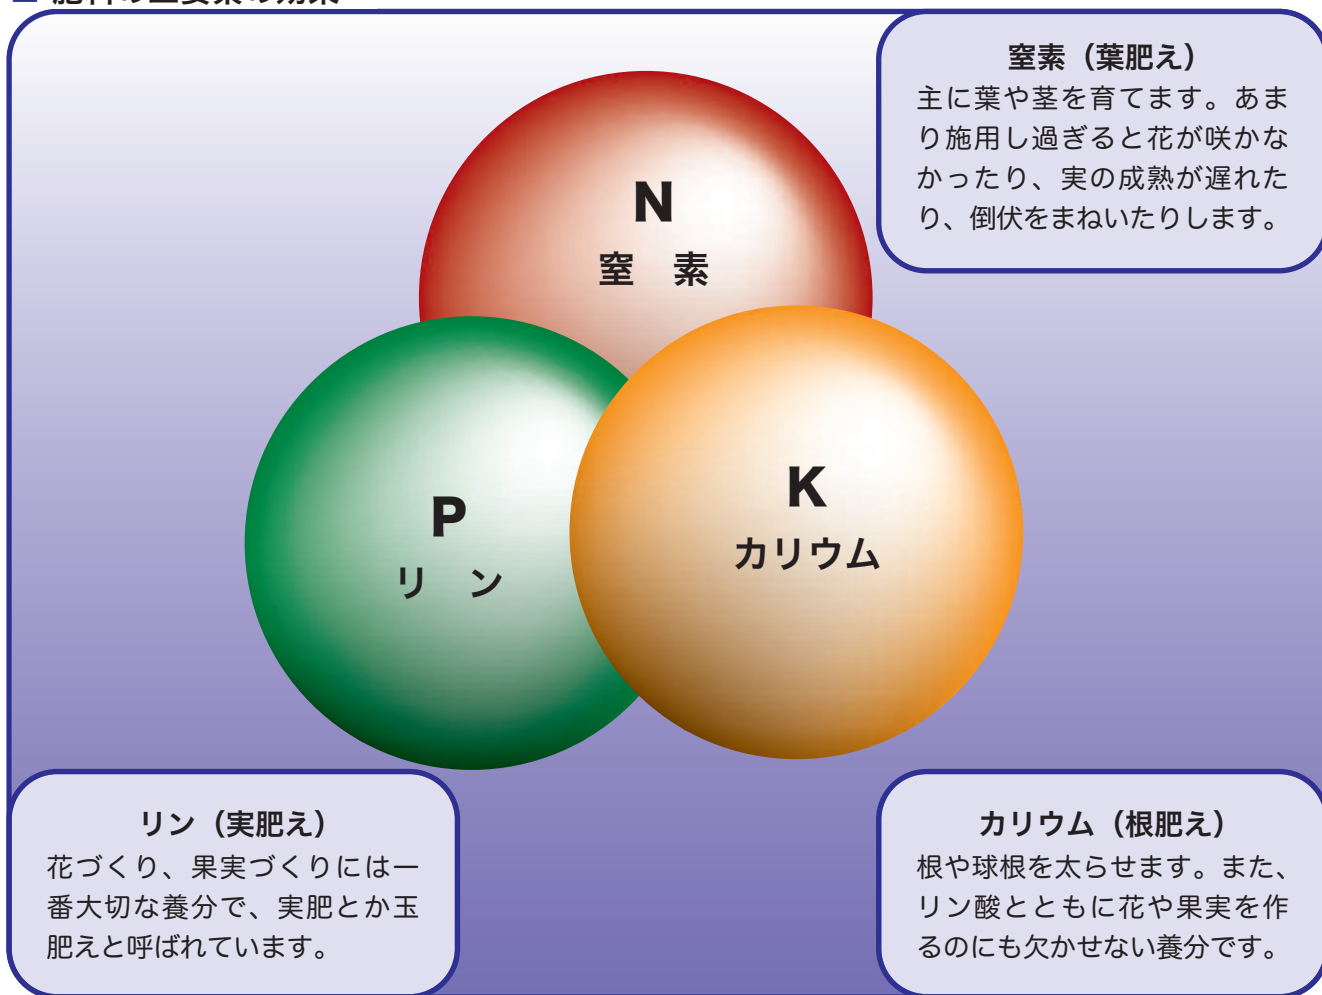 窒素（葉肥え）
主に葉や茎を育てます。あま
り施用し過ぎると花が咲かな
かったり、実の成熟が遅れた
り、倒伏をまねいたりします。
N
窒　素
P
リ　ン
K
カリウム
リン（実肥え）
花づくり、果実づくりには一
番大切な養分で、実肥とか玉
肥えと呼ばれています。
カリウム（根肥え）
根や球根を太らせます。また、
リン酸とともに花や果実を作
るのにも欠かせない養分です。